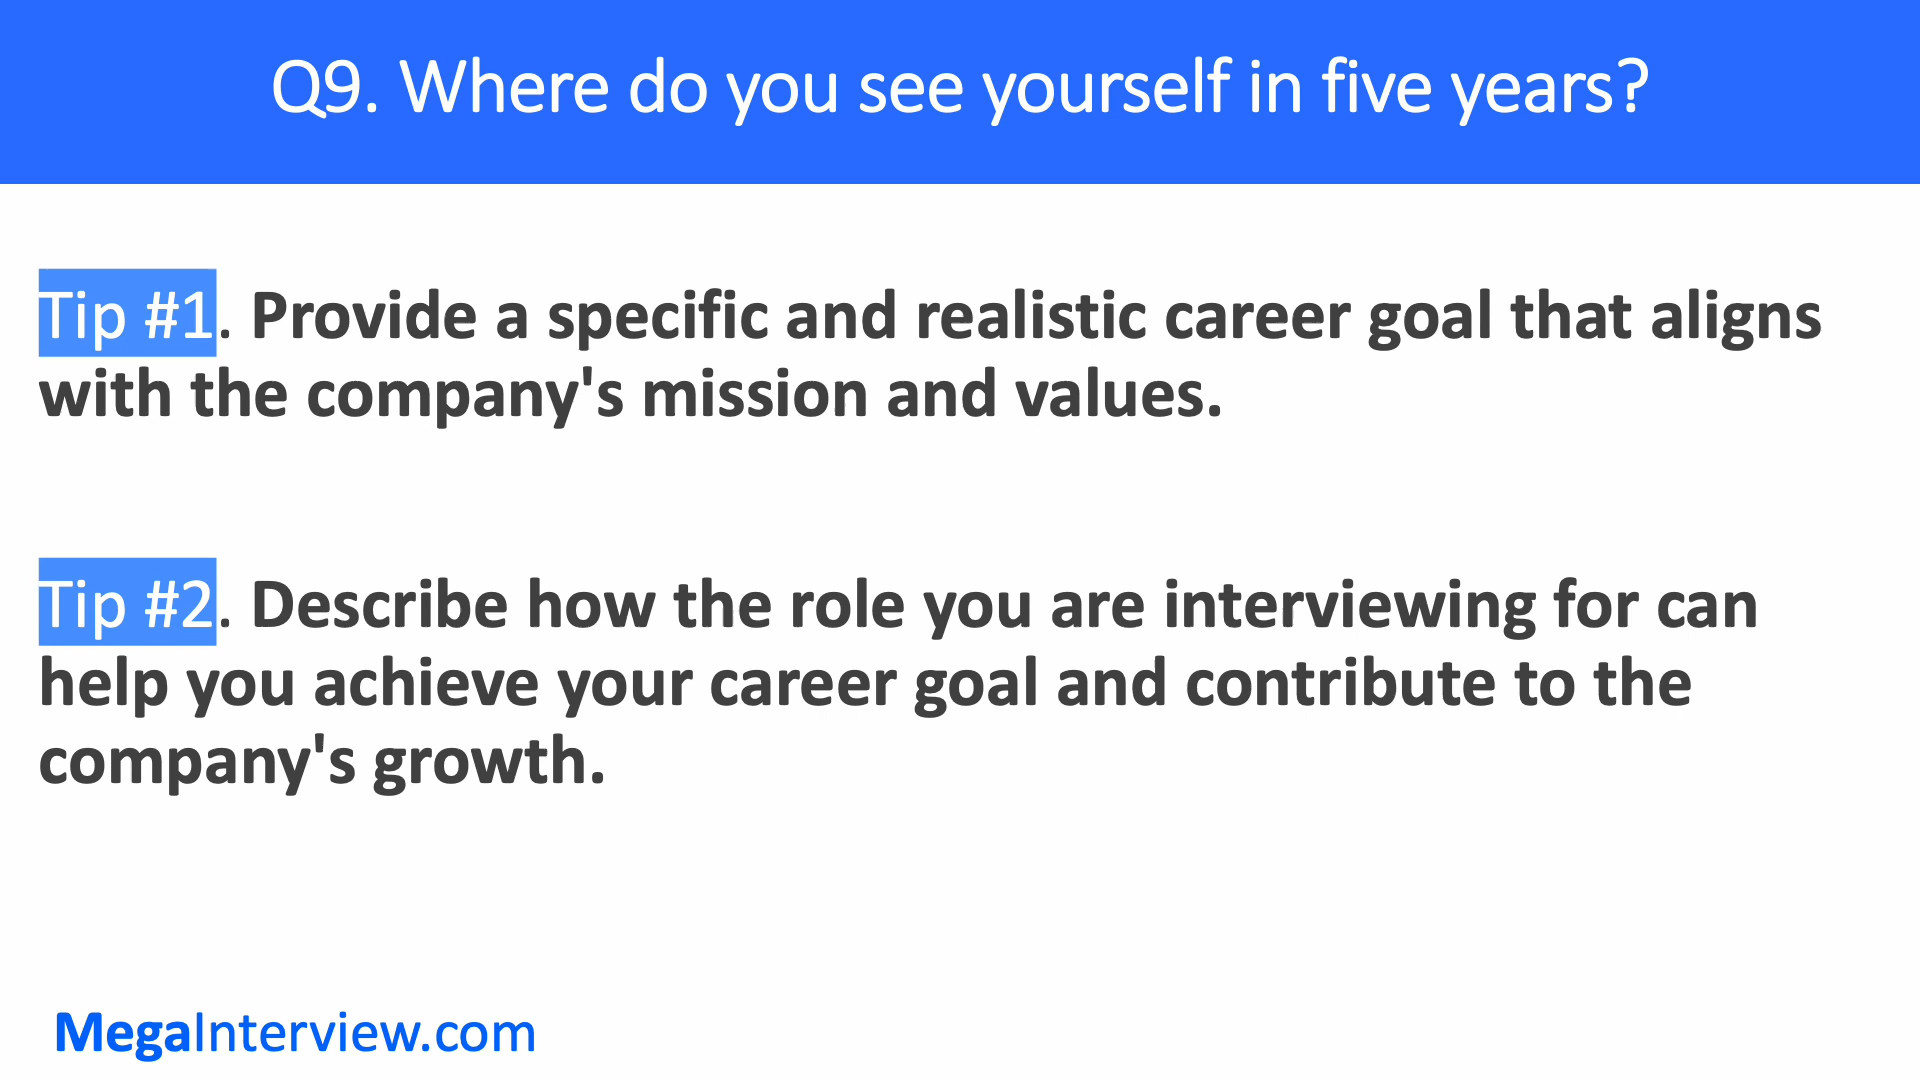 Q9. Where do you see yourself in five years?
Tip #1. Provide a specific and realistic career goal that aligns
with the company's mission and values.
Tip #2. Describe how the role you are interviewing for can
help you achieve your career goal and contribute to the
company's growth.
MegaInterview.com